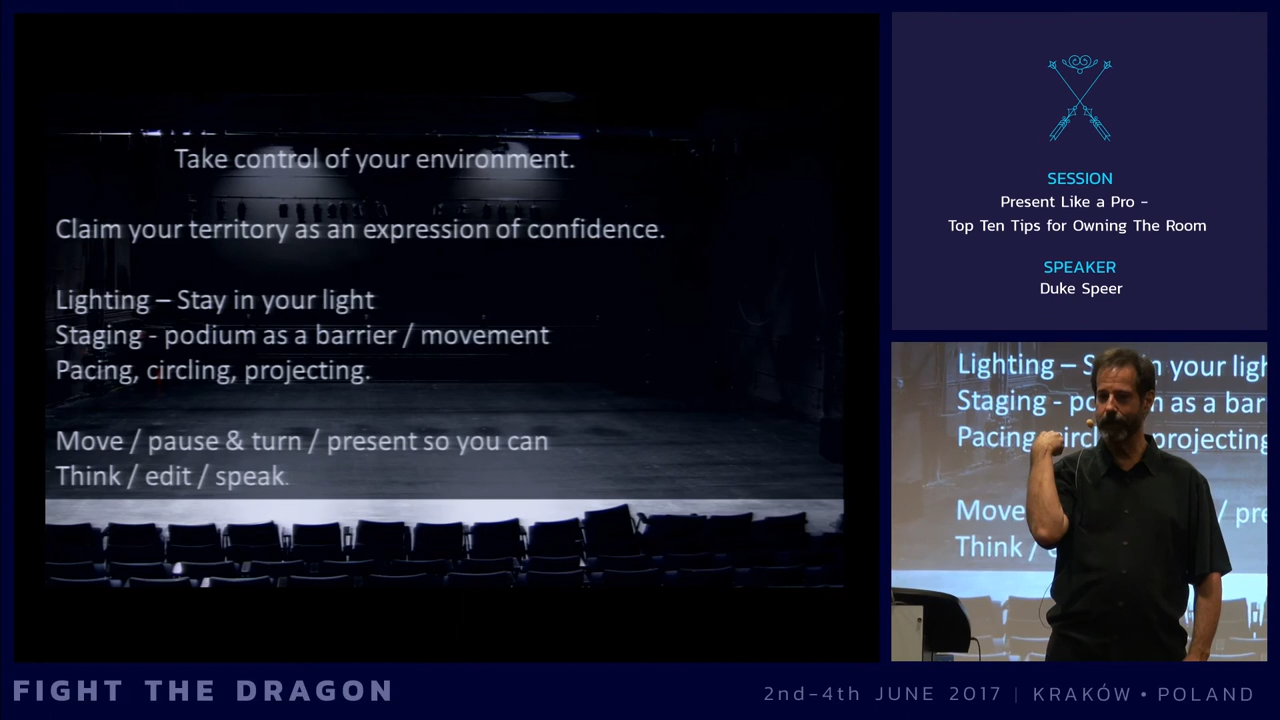 Take control of your environment.
Claim your territory as an expression of confidence.
Lighting – Stay in your light
Staging - podium as a barrier / movement
Pacing, circling, projecting.
Move / pause & turn / present so you can
Think / edit / speak.
SESSION
Present Like a Pro -
Top Ten Tips for Owning The Room
SPEAKER
Duke Speer
Lighting – S in your ligh
Staging - po as a bar
Pacing, circl projecting
Move / pre
Think /
FIGHT THE DRAGON
2nd-4th JUNE 2017 | KRAKÓW • POLAND